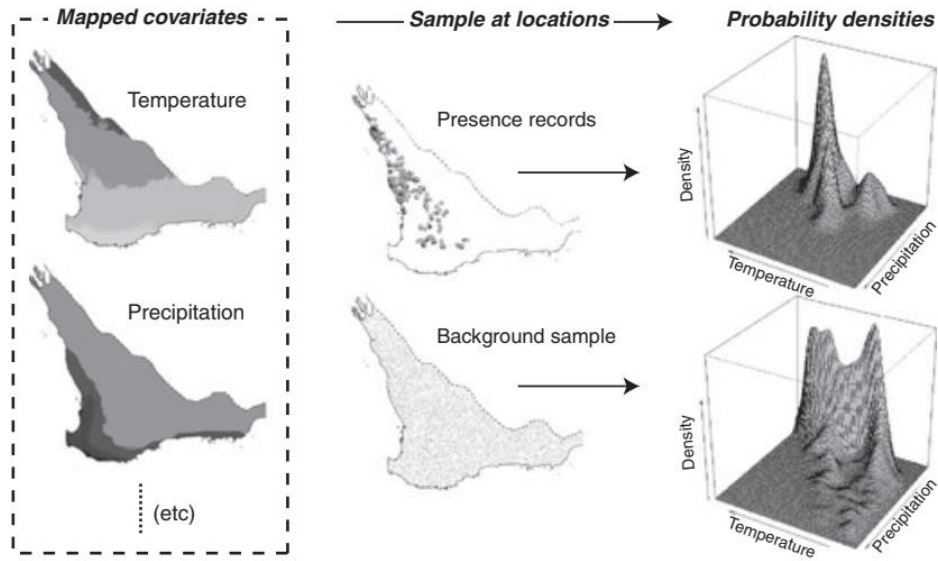 Mapped covariates
Sample at locations
Probability densities
Temperature
Presence records
Density
Temperature
Precipitation
Precipitation
Background sample
Density
Temperature
Precipitation
(etc)